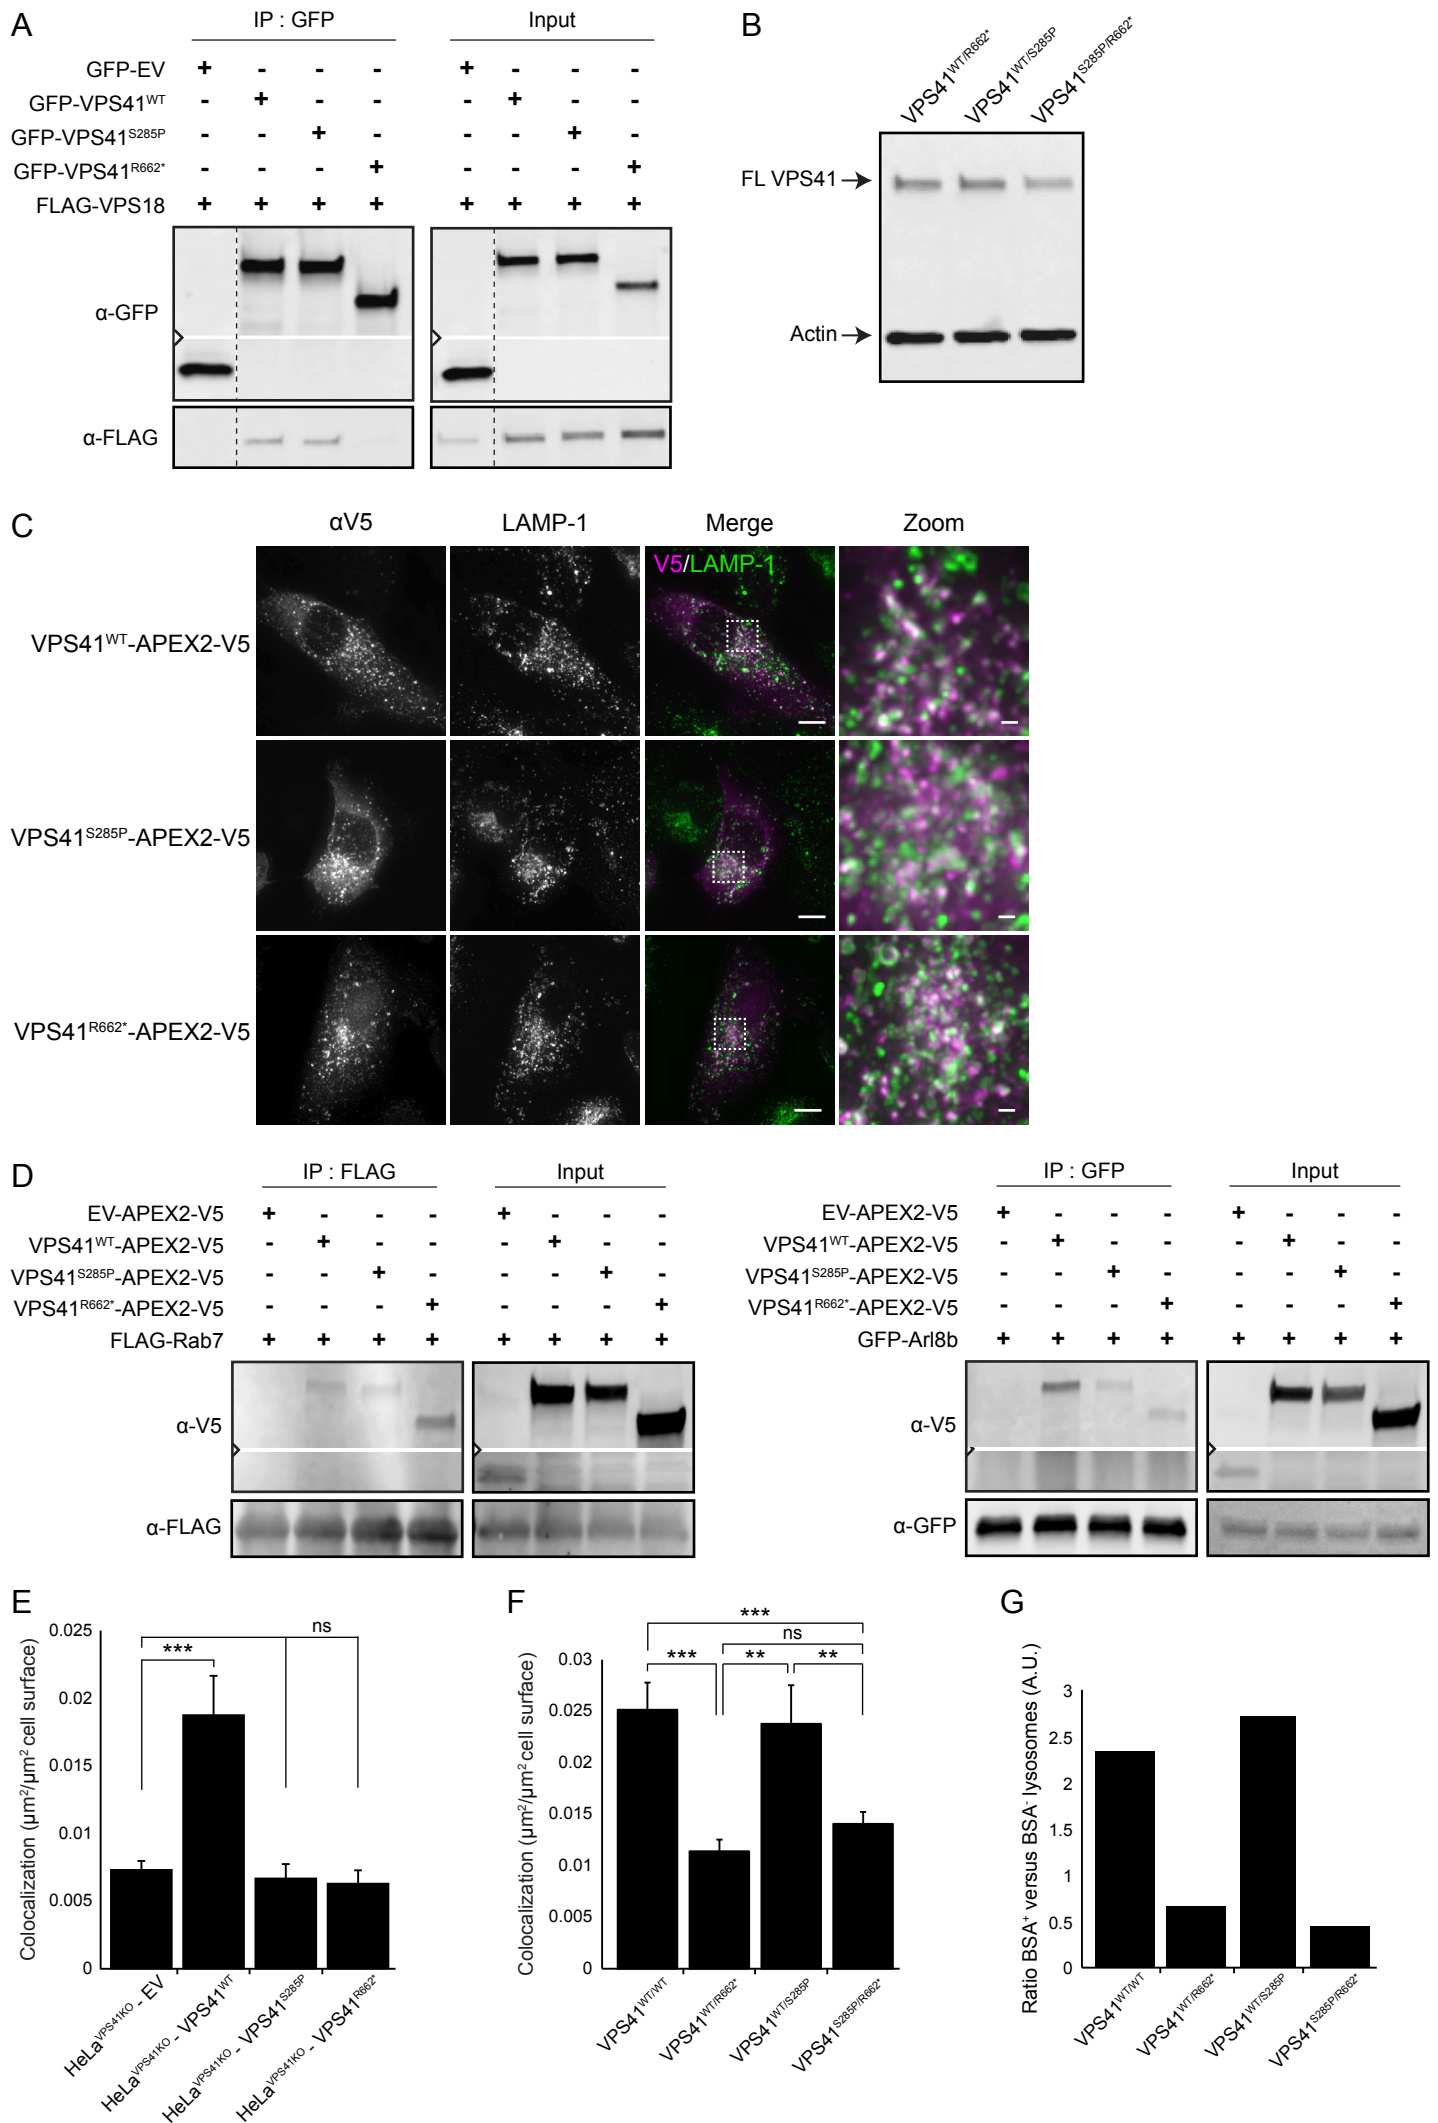 A
IP : GFP
Input
GFP-EV + - - - + - - -
GFP-VPS41WT - + - - - + - -
GFP-VPS41S285P - - + - - - + -
GFP-VPS41R662* - - - + - - - +
FLAG-VPS18 + + + + + + + +
α-GFP
α-FLAG
B
VPS41WT/R662*
VPS41WT/S285P
VPS41S285P/R662*
FL VPS41
Actin
C
αV5
LAMP-1
Merge
Zoom
V5/LAMP-1
VPS41WT-APEX2-V5
VPS41S285P-APEX2-V5
VPS41R662*-APEX2-V5
D
IP : FLAG
Input
EV-APEX2-V5 + - - - + - - -
VPS41WT-APEX2-V5 - + - - - + - -
VPS41S285P-APEX2-V5 - - + - - - + -
VPS41R662*-APEX2-V5 - - - + - - - +
FLAG-Rab7 + + + + + + + +
α-V5
α-FLAG
IP : GFP
Input
EV-APEX2-V5 + - - - + - - -
VPS41WT-APEX2-V5 - + - - - + - -
VPS41S285P-APEX2-V5 - - + - - - + -
VPS41R662*-APEX2-V5 - - - + - - - +
GFP-Arl8b + + + + + + + +
α-V5
α-GFP
E
Colocalization (µm²/µm² cell surface)
0.025
0.02
0.015
0.01
0.005
0
ns
***
HeLaVPS41KO - EV
HeLaVPS41KO - VPS41WT
HeLaVPS41KO - VPS41S285P
HeLaVPS41KO - VPS41R662*
F
Colocalization (µm²/µm² cell surface)
0.03
0.025
0.02
0.015
0.01
0.005
0
***
ns
*** ** **
VPS41WT/WT
VPS41WT/R662*
VPS41WT/S285P
VPS41S285P/R662*
G
Ratio BSA+ versus BSA- lysosomes (A.U.)
3
2.5
2
1.5
1
0.5
0
VPS41WT/WT
VPS41WT/R662*
VPS41WT/S285P
VPS41S285P/R662*